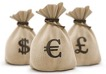 $ € £